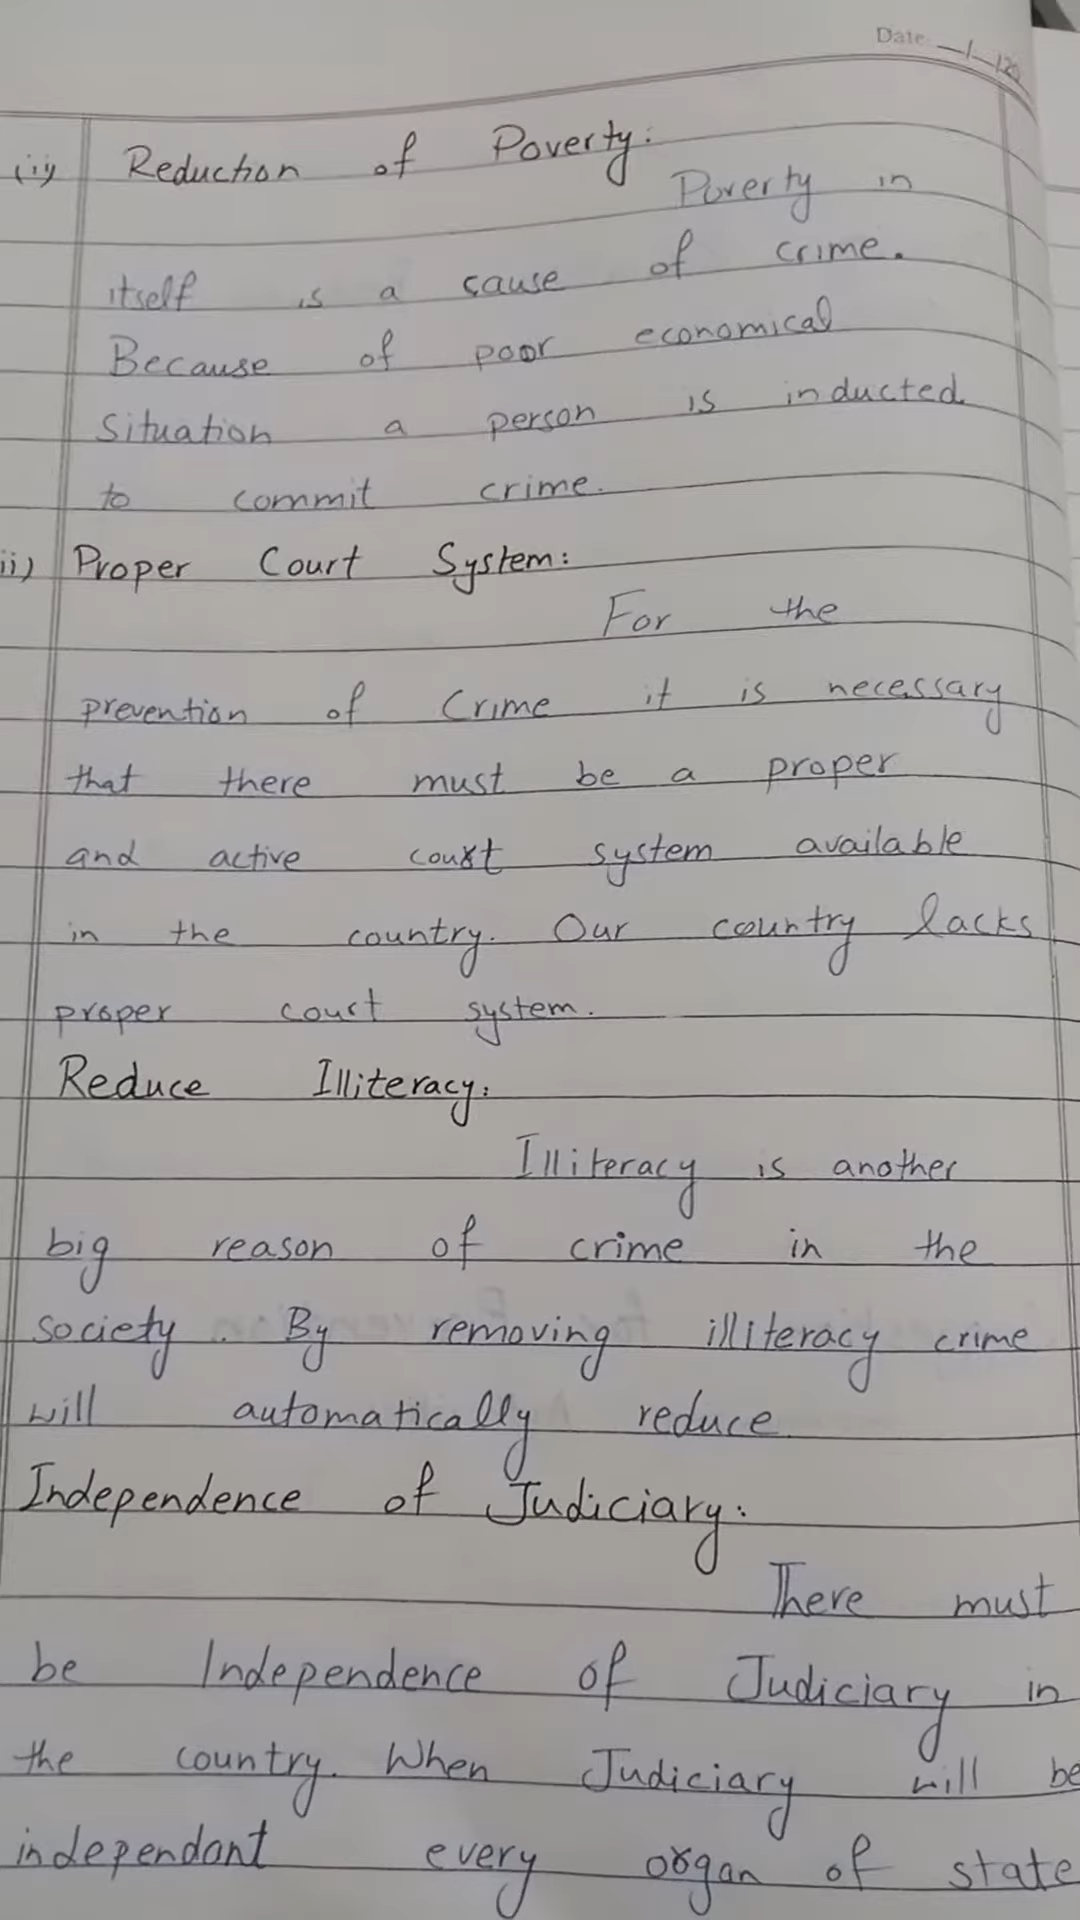 Date
(ii) Reduction of Poverty:
Poverty in
itself is a cause of crime.
Because of poor economical
Situation a person is inducted
to commit crime.
ii) Proper Court System:
For the
prevention of Crime it is necessary
that there must be a proper
and active court system available
in the country. Our country lacks
proper court system.
Reduce Illiteracy:
Illiteracy is another
big reason of crime in the
society. By removing illiteracy crime
will automatically reduce
Independence of Judiciary:
There must
be Independence of Judiciary in
the country. When Judiciary will be
independant every organ of state